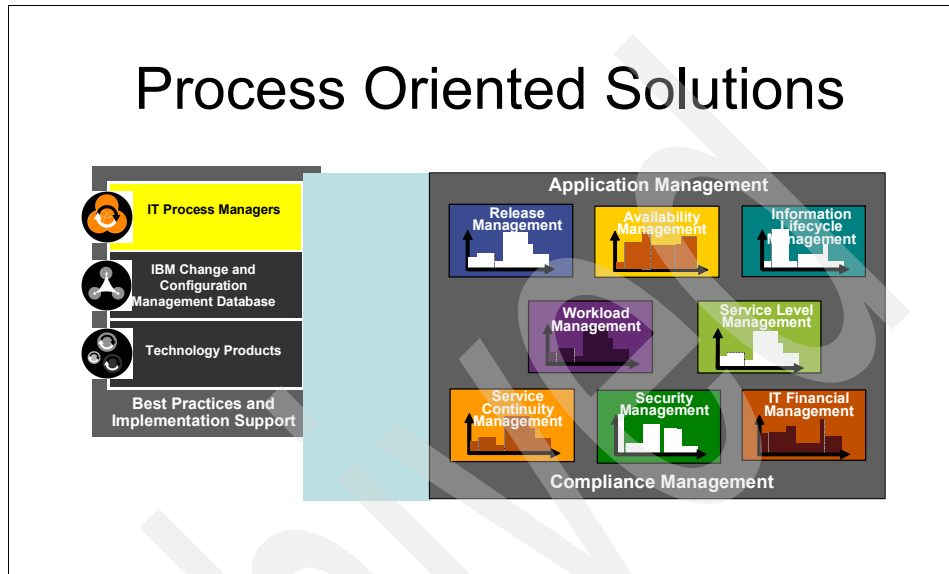 Process Oriented Solutions
IT Process Managers
IBM Change and
Configuration
Management Database
Technology Products
Best Practices and
Implementation Support
Application Management
Release
Management
Availability
Management
Information
Lifecycle
Management
Workload
Management
Service Level
Management
Service
Continuity
Management
Security
Management
IT Financial
Management
Compliance Management